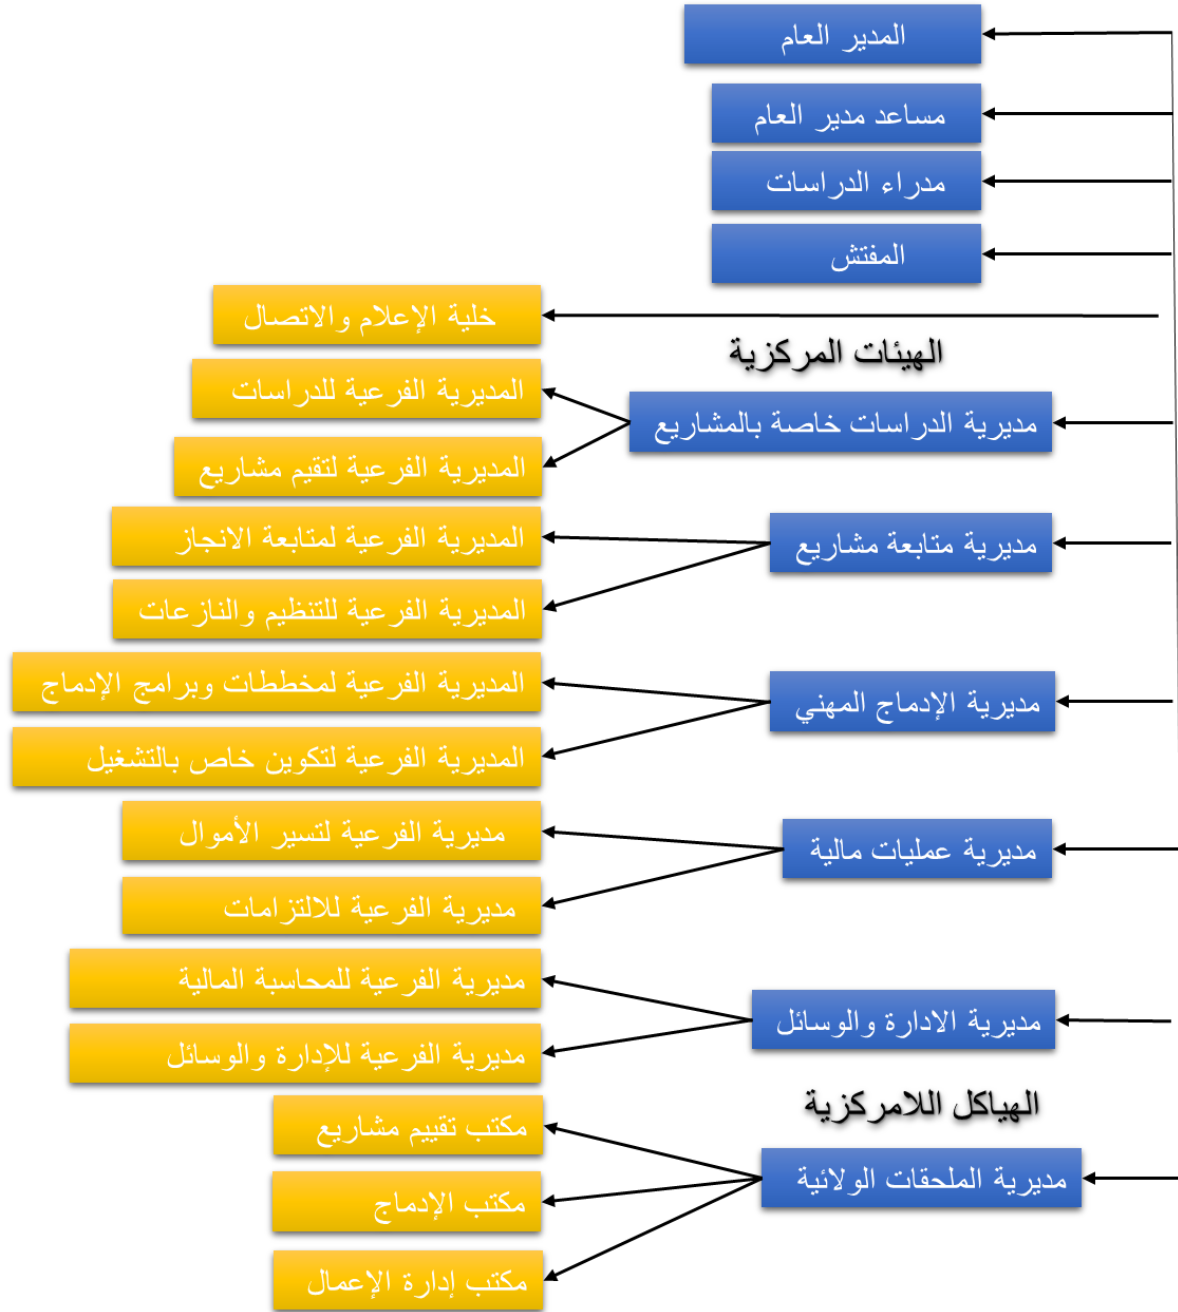 المدير العام
مساعد مدير العام
مدراء الدراسات
المفتش
خلية الإعلام والاتصال
الهيئات المركزية
مديرية الدراسات خاصة بالمشاريع
المديرية الفرعية للدراسات
المديرية الفرعية لتقيم مشاريع
مديرية متابعة مشاريع
المديرية الفرعية لمتابعة الانجاز
المديرية الفرعية للتنظيم والنازعات
مديرية الإدماج المهني
المديرية الفرعية لمخططات وبرامج الإدماج
المديرية الفرعية لتكوين خاص بالتشغيل
مديرية عمليات مالية
مديرية الفرعية لتسير الأموال
مديرية الفرعية للالتزامات
مديرية الادارة والوسائل
مديرية الفرعية للمحاسبة المالية
مديرية الفرعية للإدارة والوسائل
الهياكل اللامركزية
مديرية الملحقات الولائية
مكتب تقييم مشاريع
مكتب الإدماج
مكتب إدارة الإعمال